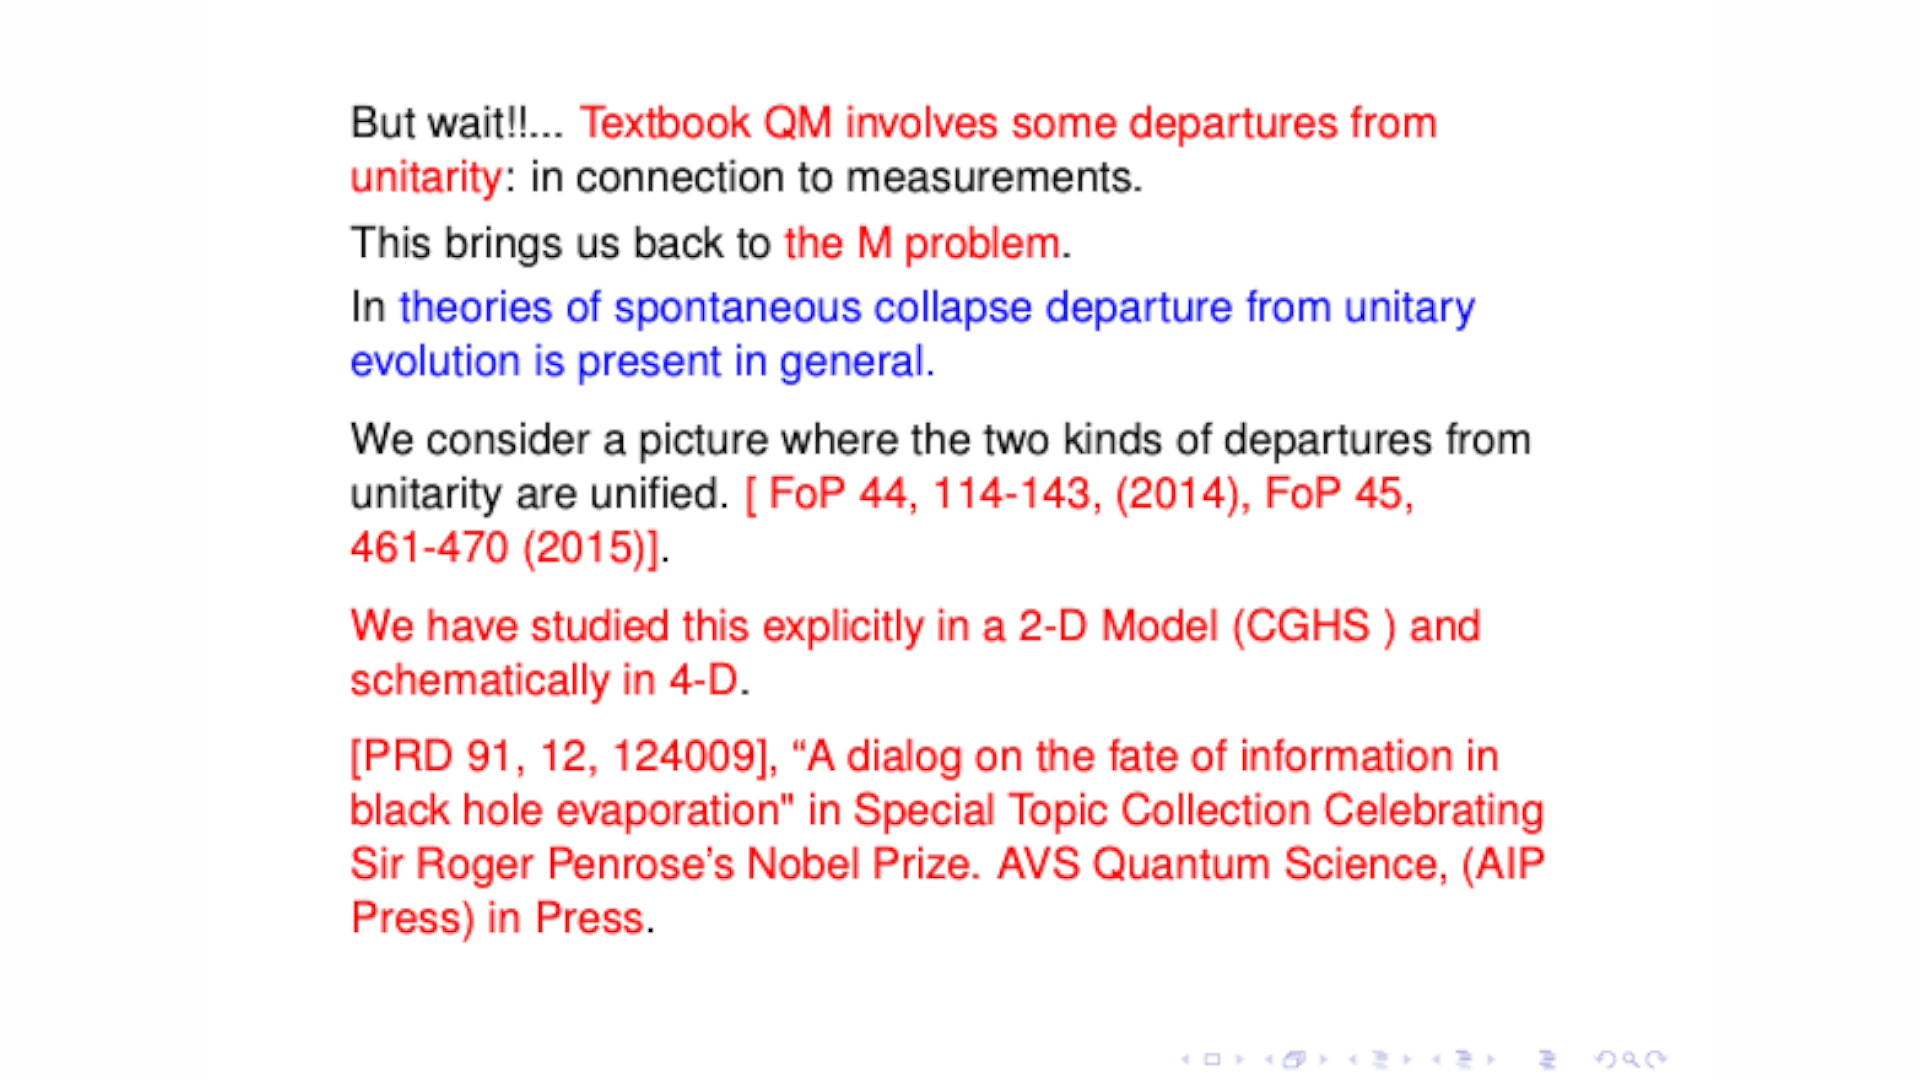 But wait!!... Textbook QM involves some departures from
unitarity: in connection to measurements.
This brings us back to the M problem.
In theories of spontaneous collapse departure from unitary
evolution is present in general.
We consider a picture where the two kinds of departures from
unitarity are unified. [ FoP 44, 114-143, (2014), FoP 45,
461-470 (2015)].
We have studied this explicitly in a 2-D Model (CGHS ) and
schematically in 4-D.
[PRD 91, 12, 124009], “A dialog on the fate of information in
black hole evaporation" in Special Topic Collection Celebrating
Sir Roger Penrose’s Nobel Prize. AVS Quantum Science, (AIP
Press) in Press.